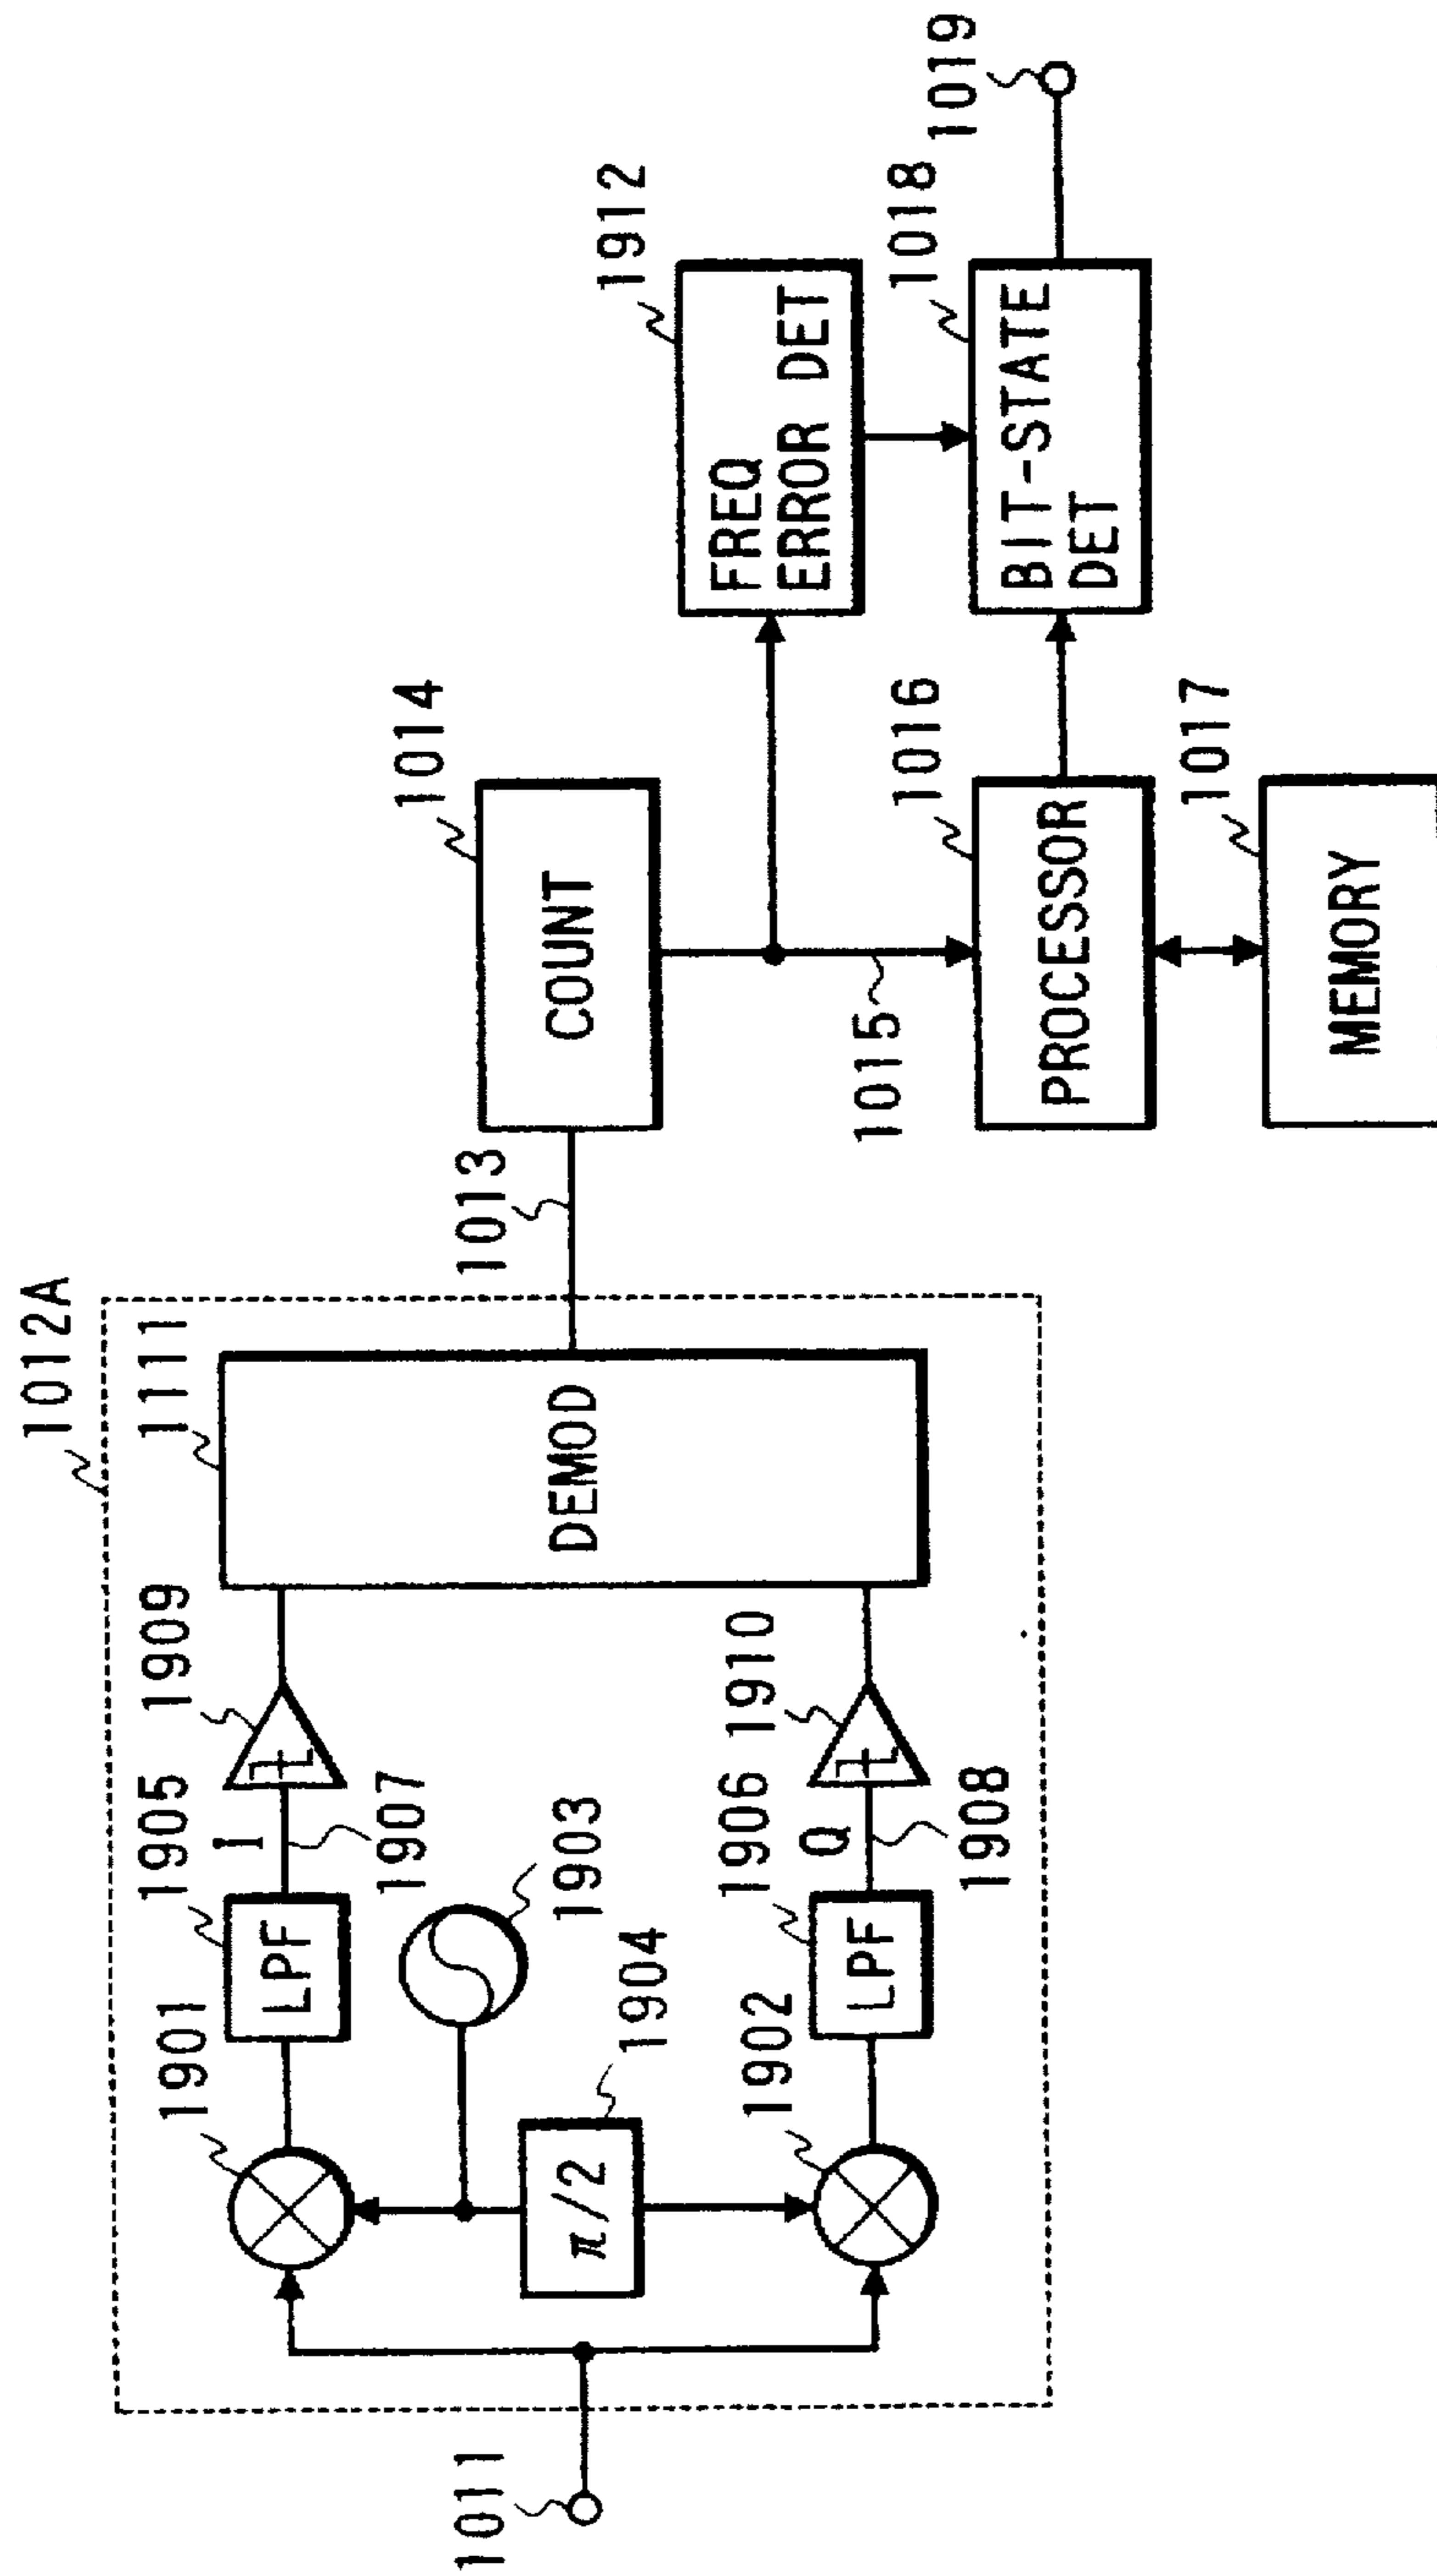 1012A
1111
1909
1905
1901
I
LPF
1907
1903
1904
π/2
DEMOD
1011
1910
1906
1902
Q
LPF
1908
1013
1014
COUNT
1015
1912
FREQ
ERROR DET
1016
PROCESSOR
1017
MEMORY
1018
BIT-STATE
DET
1019